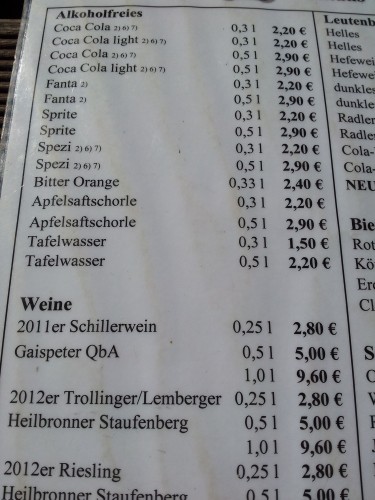 Alkoholfreies
Coca Cola 2) 6) 7) 0,3 l 2,20 €
Coca Cola light 2) 6) 7) 0,3 l 2,20 €
Coca Cola 2) 6) 7) 0,5 l 2,90 €
Coca Cola light 2) 6) 7) 0,5 l 2,90 €
Fanta 2) 0,3 l 2,20 €
Fanta 2) 0,5 l 2,90 €
Sprite 0,3 l 2,20 €
Sprite 0,5 l 2,90 €
Spezi 2) 6) 7) 0,3 l 2,20 €
Spezi 2) 6) 7) 0,5 l 2,90 €
Bitter Orange 0,33 l 2,40 €
Apfelsaftschorle 0,3 l 2,20 €
Apfelsaftschorle 0,5 l 2,90 €
Tafelwasser 0,3 l 1,50 €
Tafelwasser 0,5 l 2,20 €
Weine
2011er Schillerwein 0,25 l 2,80 €
Gaispeter QbA 0,5 l 5,00 €
1,0 l 9,60 €
2012er Trollinger/Lemberger 0,25 l 2,80 €
Heilbronner Staufenberg 0,5 l 5,00 €
1,0 l 9,60 €
2012er Riesling 0,25 l 2,80 €
Heilbronner Staufenberg 0,5 l 5,00 €
Leutenb
Helles
Helles
Hefewei
Hefewe
dunkles
dunkle
Radler
Radle
Cola-
Cola-
NEU
Bie
Rot
Kö
Erd
Cl